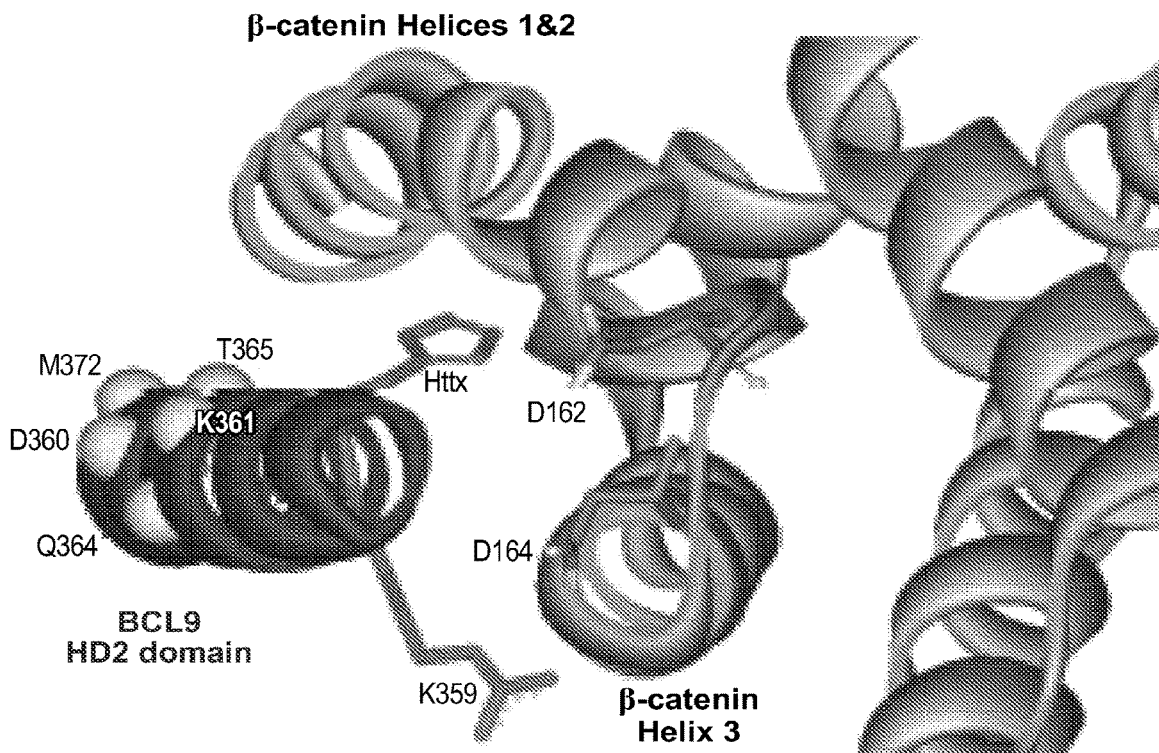 β-catenin Helices 1&2
T365
M372
Httx
K361
D162
D360
Q364
D164
BCL9
HD2 domain
K359
β-catenin
Helix 3